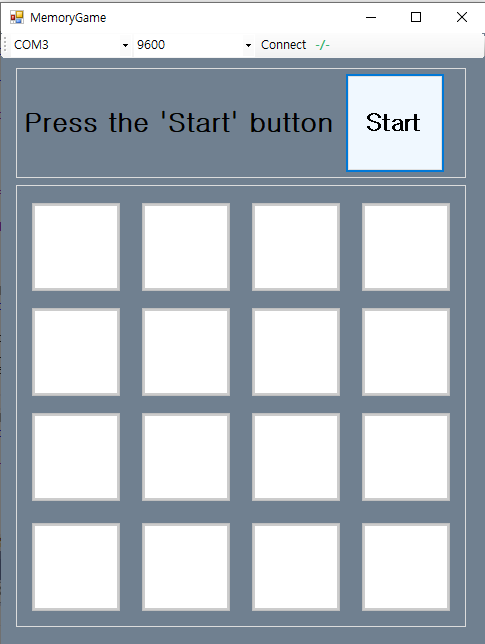 MemoryGame
COM3 9600 Connect -/-
Press the 'Start' button Start